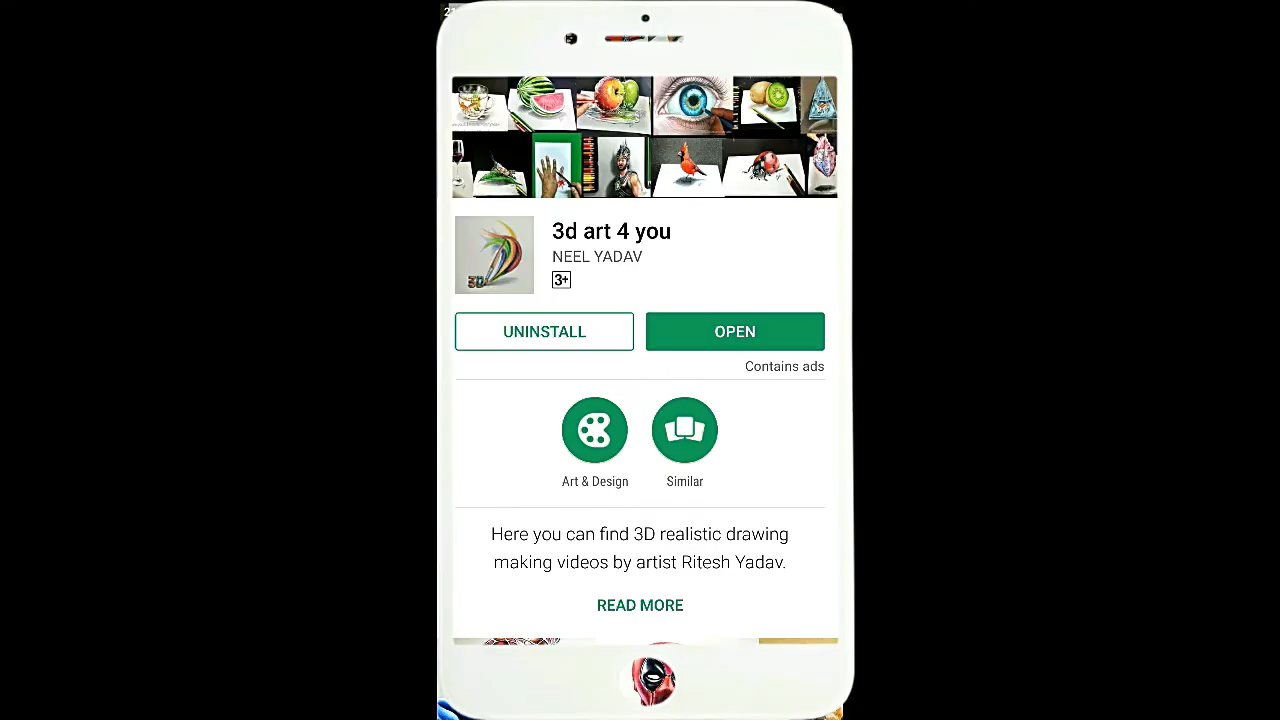 3d art 4 you
NEEL YADAV
3+
UNINSTALL
OPEN
Contains ads
Art & Design
Similar
Here you can find 3D realistic drawing
making videos by artist Ritesh Yadav.
READ MORE
3D